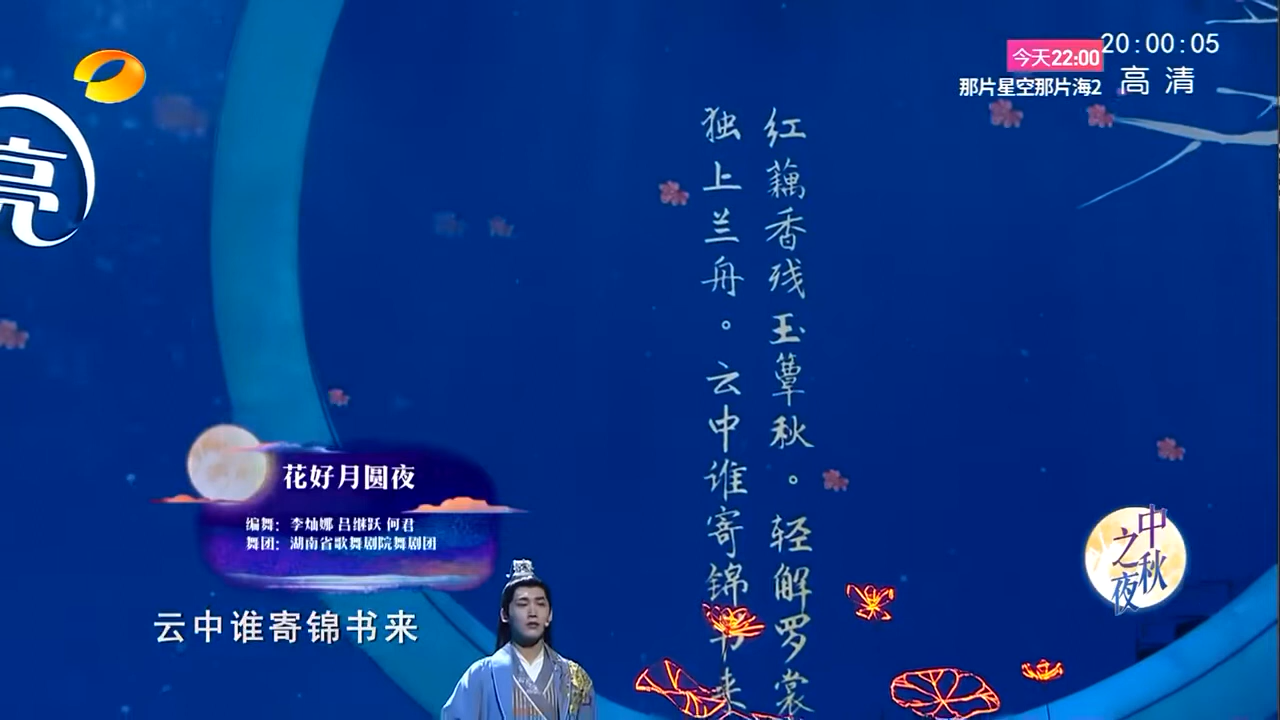 20:00:05
今天22:00
高清
那片星空那片海2
亮
红藕香残玉簟秋。轻解罗裳
独上兰舟。云中谁寄锦书来
花好月圆夜
编舞：李灿娜 吕继跃 何君
舞团：湖南省歌舞剧院舞剧团
中秋
之夜
云中谁寄锦书来